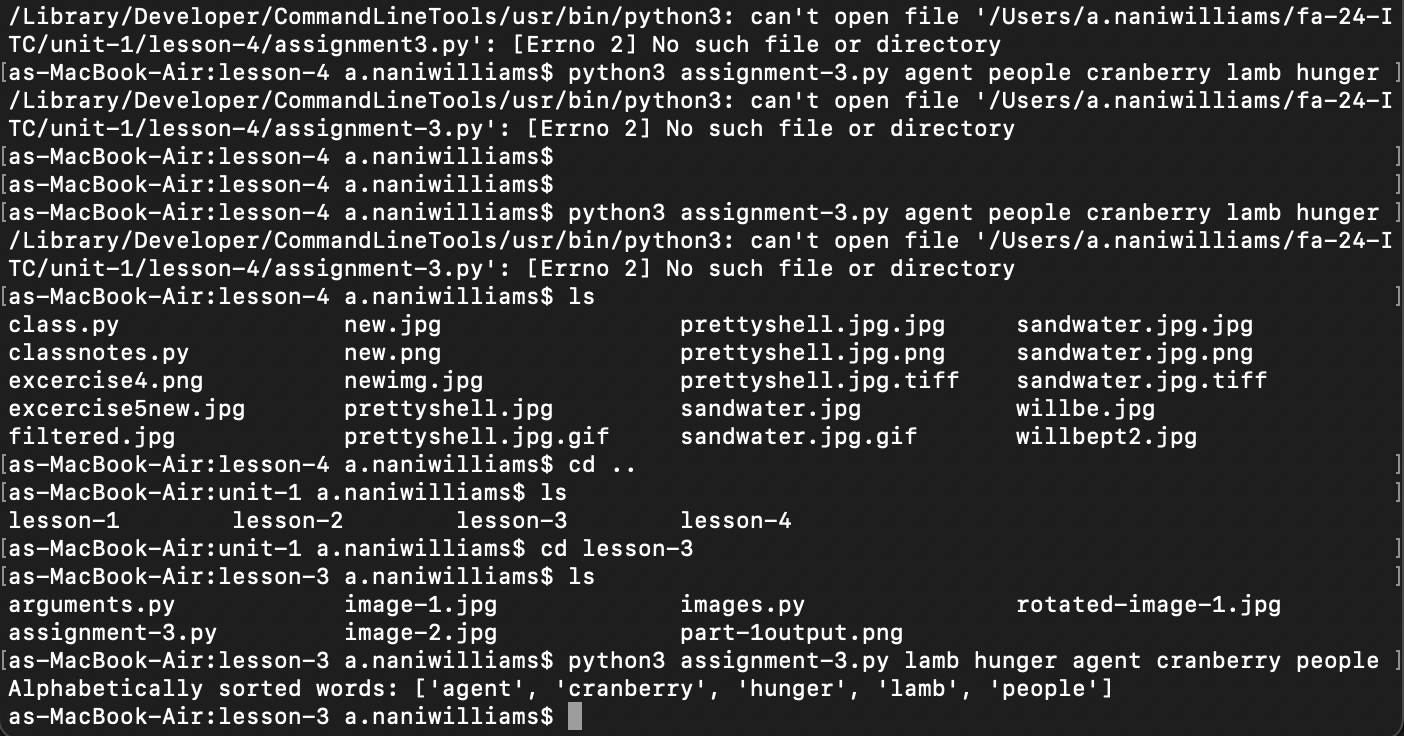 /Library/Developer/CommandLineTools/usr/bin/python3: can't open file '/Users/a.naniwilliams/fa-24-I
TC/unit-1/lesson-4/assignment3.py': [Errno 2] No such file or directory
[as-MacBook-Air:lesson-4 a.naniwilliams$ python3 assignment-3.py agent people cranberry lamb hunger ]
/Library/Developer/CommandLineTools/usr/bin/python3: can't open file '/Users/a.naniwilliams/fa-24-I
TC/unit-1/lesson-4/assignment-3.py': [Errno 2] No such file or directory
[as-MacBook-Air:lesson-4 a.naniwilliams$ ]
[as-MacBook-Air:lesson-4 a.naniwilliams$ ]
[as-MacBook-Air:lesson-4 a.naniwilliams$ python3 assignment-3.py agent people cranberry lamb hunger ]
/Library/Developer/CommandLineTools/usr/bin/python3: can't open file '/Users/a.naniwilliams/fa-24-I
TC/unit-1/lesson-4/assignment-3.py': [Errno 2] No such file or directory
[as-MacBook-Air:lesson-4 a.naniwilliams$ ls ]
class.py new.jpg prettyshell.jpg.jpg sandwater.jpg.jpg
classnotes.py new.png prettyshell.jpg.png sandwater.jpg.png
excercise4.png newimg.jpg prettyshell.jpg.tiff sandwater.jpg.tiff
excercise5new.jpg prettyshell.jpg sandwater.jpg willbe.jpg
filtered.jpg prettyshell.jpg.gif sandwater.jpg.gif willbept2.jpg
[as-MacBook-Air:lesson-4 a.naniwilliams$ cd .. ]
[as-MacBook-Air:unit-1 a.naniwilliams$ ls ]
lesson-1 lesson-2 lesson-3 lesson-4
[as-MacBook-Air:unit-1 a.naniwilliams$ cd lesson-3 ]
[as-MacBook-Air:lesson-3 a.naniwilliams$ ls ]
arguments.py image-1.jpg images.py rotated-image-1.jpg
assignment-3.py image-2.jpg part-1output.png
[as-MacBook-Air:lesson-3 a.naniwilliams$ python3 assignment-3.py lamb hunger agent cranberry people ]
Alphabetically sorted words: ['agent', 'cranberry', 'hunger', 'lamb', 'people']
as-MacBook-Air:lesson-3 a.naniwilliams$